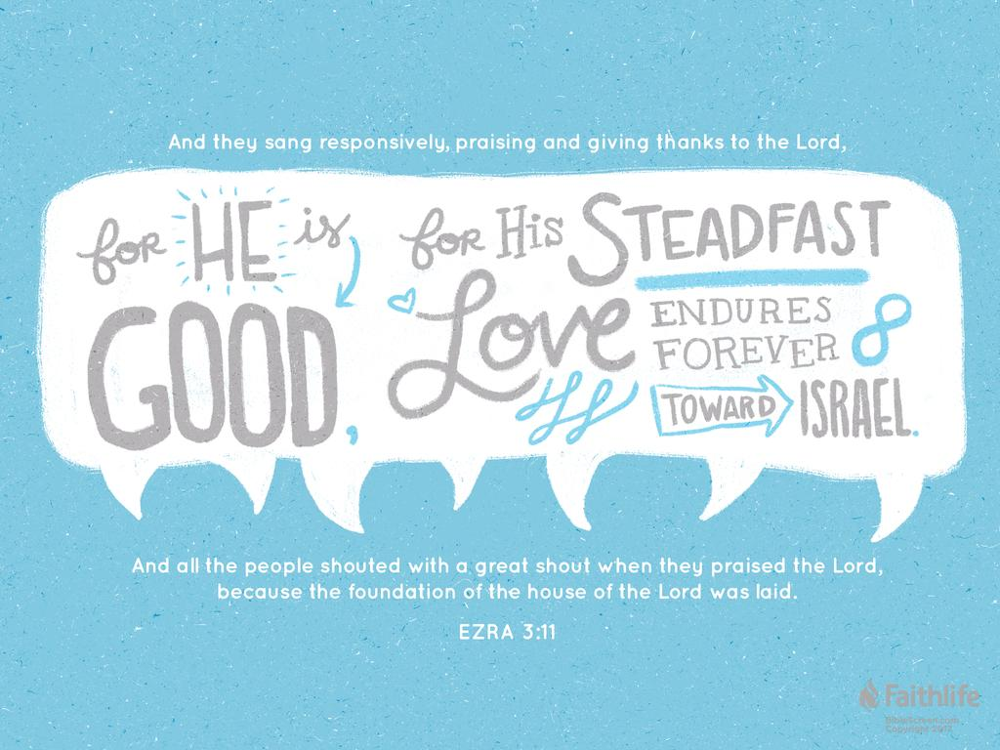 And they sang responsively, praising and giving thanks to the Lord,
for HE is
GOOD,
for His STEADFAST
Love ENDURES
FOREVER
TOWARD ISRAEL.
And all the people shouted with a great shout when they praised the Lord,
because the foundation of the house of the Lord was laid.
EZRA 3:11
Faithlife
BibleScreen.com
Copyright 2017